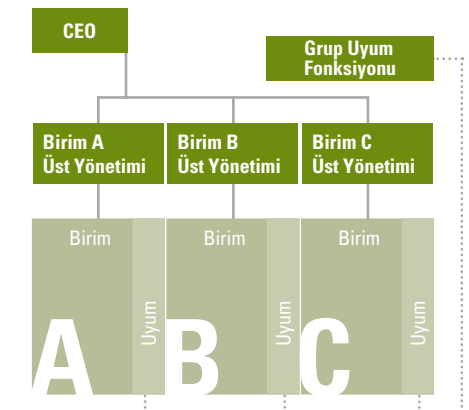 CEO
Grup Uyum
Fonksiyonu
Birim A
Üst Yönetimi
Birim B
Üst Yönetimi
Birim C
Üst Yönetimi
Birim
Uyum
A
Birim
Uyum
B
Birim
Uyum
C